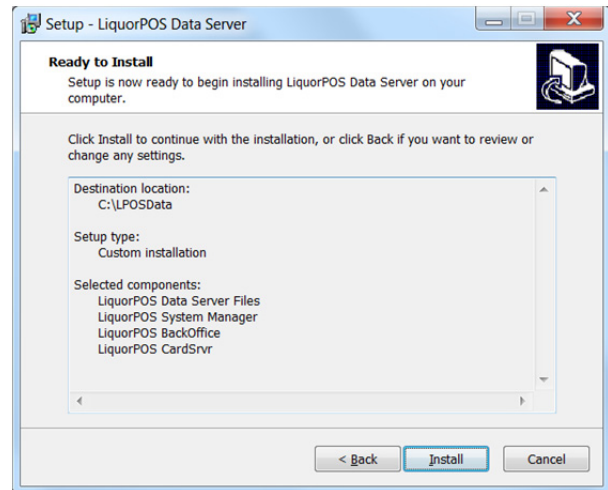 Setup - LiquorPOS Data Server
Ready to Install
Setup is now ready to begin installing LiquorPOS Data Server on your
computer.
Click Install to continue with the installation, or click Back if you want to review or
change any settings.
Destination location:
C:\LPOSData
Setup type:
Custom installation
Selected components:
LiquorPOS Data Server Files
LiquorPOS System Manager
LiquorPOS BackOffice
LiquorPOS CardSrvr
< Back
Install
Cancel